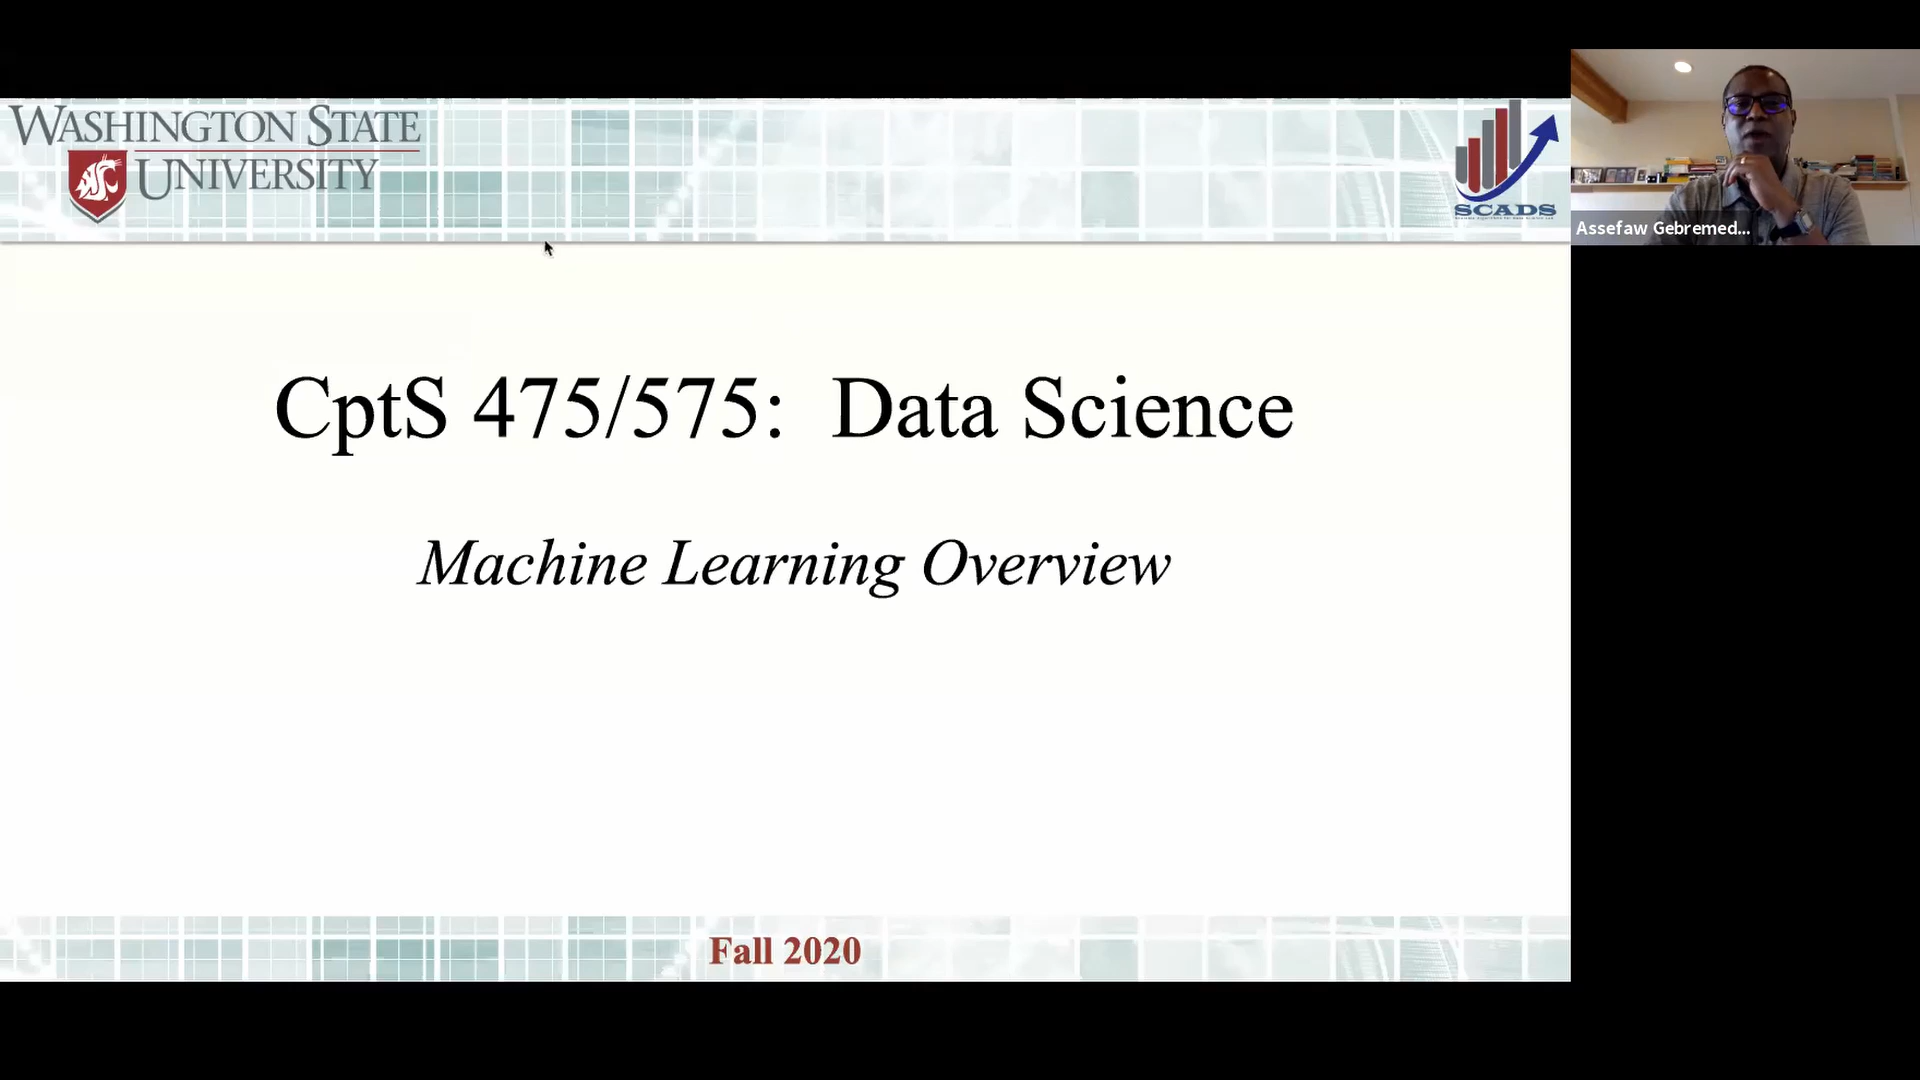 WASHINGTON STATE
UNIVERSITY
SCADS
Assefaw Gebremed...
CptS 475/575: Data Science
Machine Learning Overview
Fall 2020